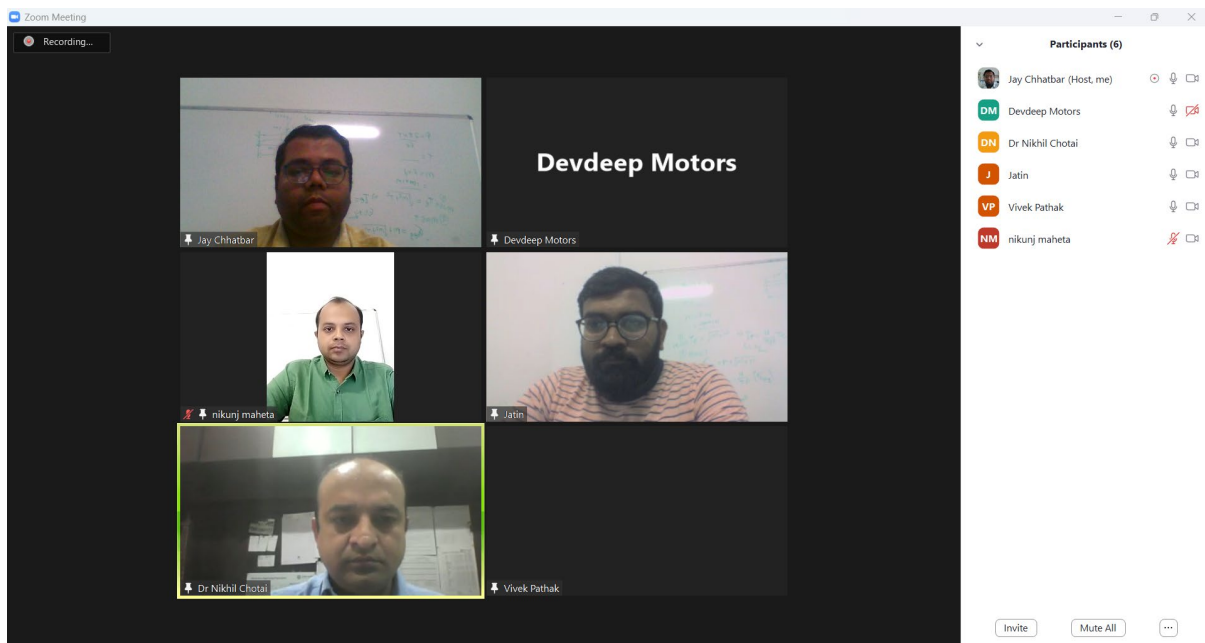 Zoom Meeting
Recording...
Participants (6)
Jay Chhatbar (Host, me)
DM Devdeep Motors
DN Dr Nikhil Chotai
J Jatin
VP Vivek Pathak
NM nikunj maheta
Jay Chhatbar
Devdeep Motors
Devdeep Motors
nikunj maheta
Jatin
Dr Nikhil Chotai
Vivek Pathak
Invite
Mute All
...